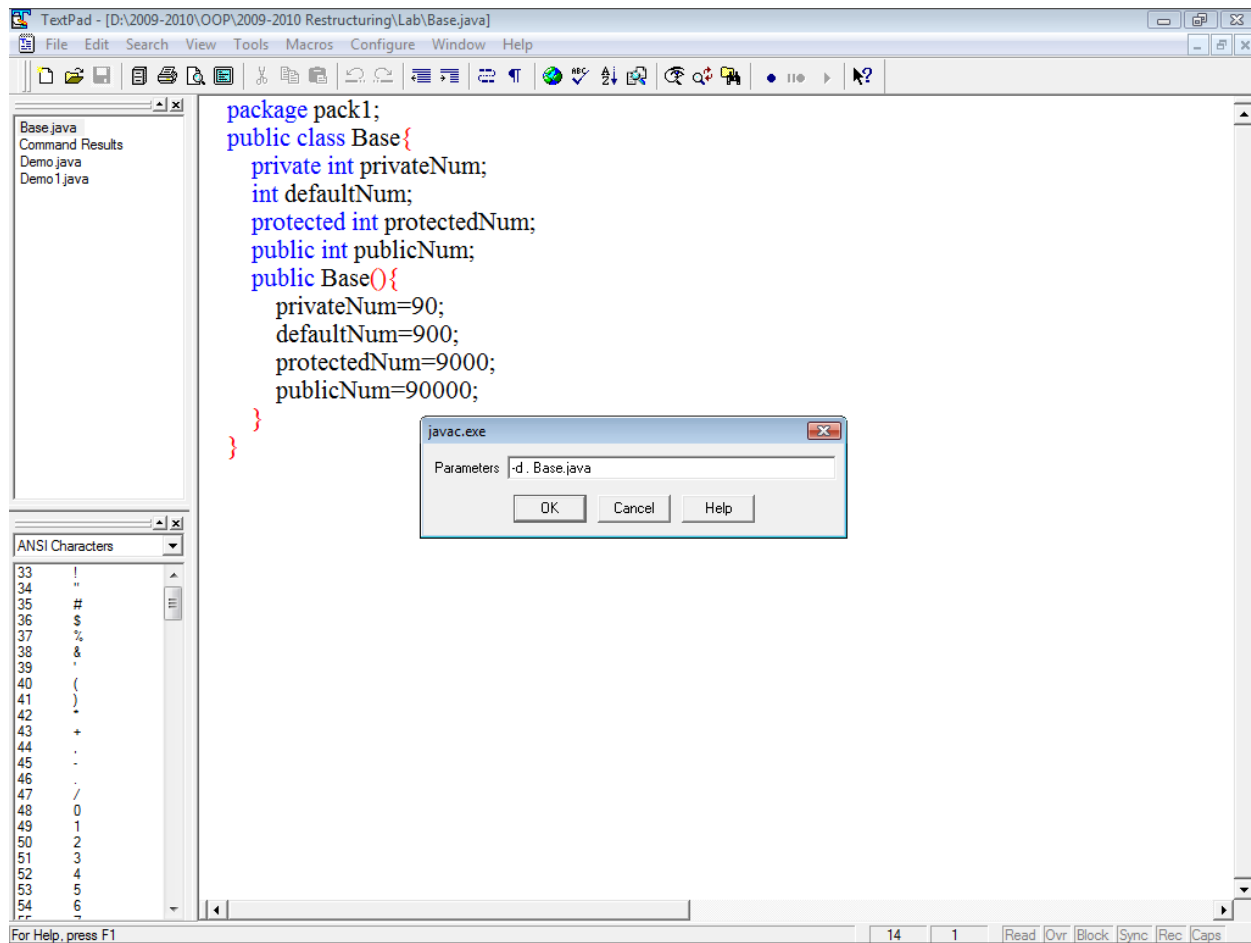 TextPad - [D:\2009-2010\OOP\2009-2010 Restructuring\Lab\Base.java]
File Edit Search View Tools Macros Configure Window Help
Base.java
Command Results
Demo.java
Demo1.java
package pack1;
public class Base{
private int privateNum;
int defaultNum;
protected int protectedNum;
public int publicNum;
public Base(){
privateNum=90;
defaultNum=900;
protectedNum=9000;
publicNum=90000;
}
}
javac.exe
Parameters -d . Base.java
OK Cancel Help
ANSI Characters
33 !
34 "
35 #
36 $
37 %
38 &
39 '
40 (
41 )
42 *
43 +
44 ,
45 -
46 .
47 /
48 0
49 1
50 2
51 3
52 4
53 5
54 6
For Help, press F1
14 1 Read Ovr Block Sync Rec Caps